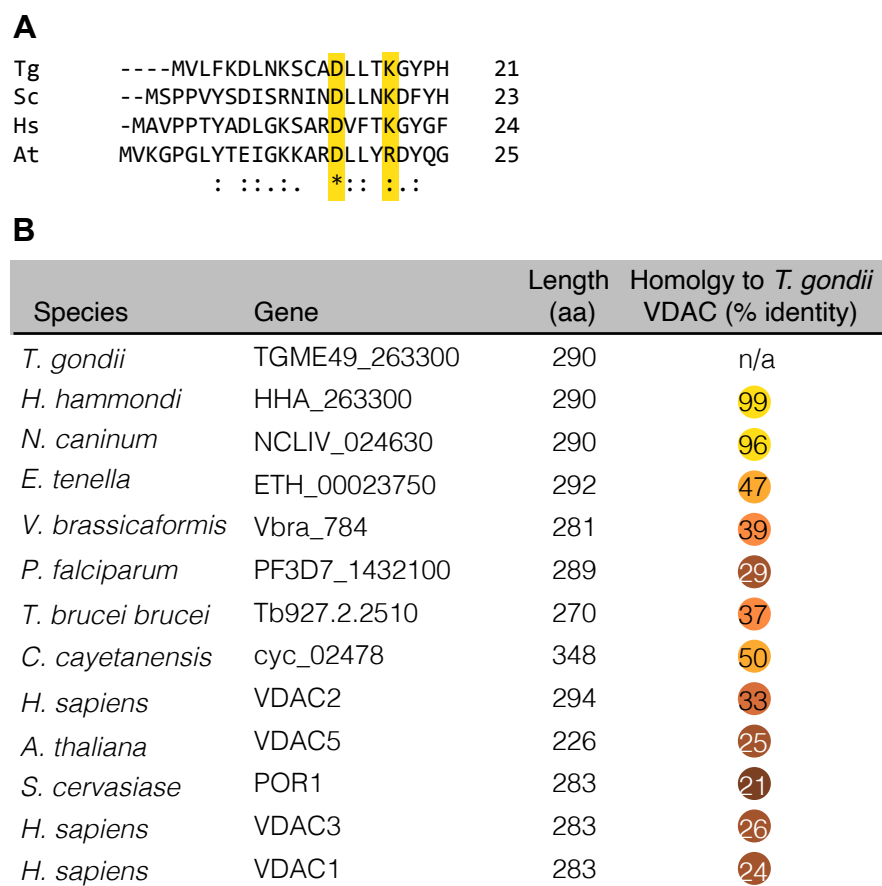 A
Tg ----MVLFKDLNKSCADLLTKGYPH 21
Sc --MSPPVYSDISRNINDLLNKDFYH 23
Hs -MAVPPTYADLGKSARDVFTKGYGF 24
At MVKGPGLYTEIGKKARDLLYRDYQG 25
: ::.:. *:: :.:
B
Length Homolgy to T. gondii
Species Gene (aa) VDAC (% identity)
T. gondii TGME49_263300 290 n/a
H. hammondi HHA_263300 290 99
N. caninum NCLIV_024630 290 96
E. tenella ETH_00023750 292 47
V. brassicaformis Vbra_784 281 39
P. falciparum PF3D7_1432100 289 29
T. brucei brucei Tb927.2.2510 270 37
C. cayetanensis cyc_02478 348 50
H. sapiens VDAC2 294 33
A. thaliana VDAC5 226 25
S. cervasiase POR1 283 21
H. sapiens VDAC3 283 26
H. sapiens VDAC1 283 24